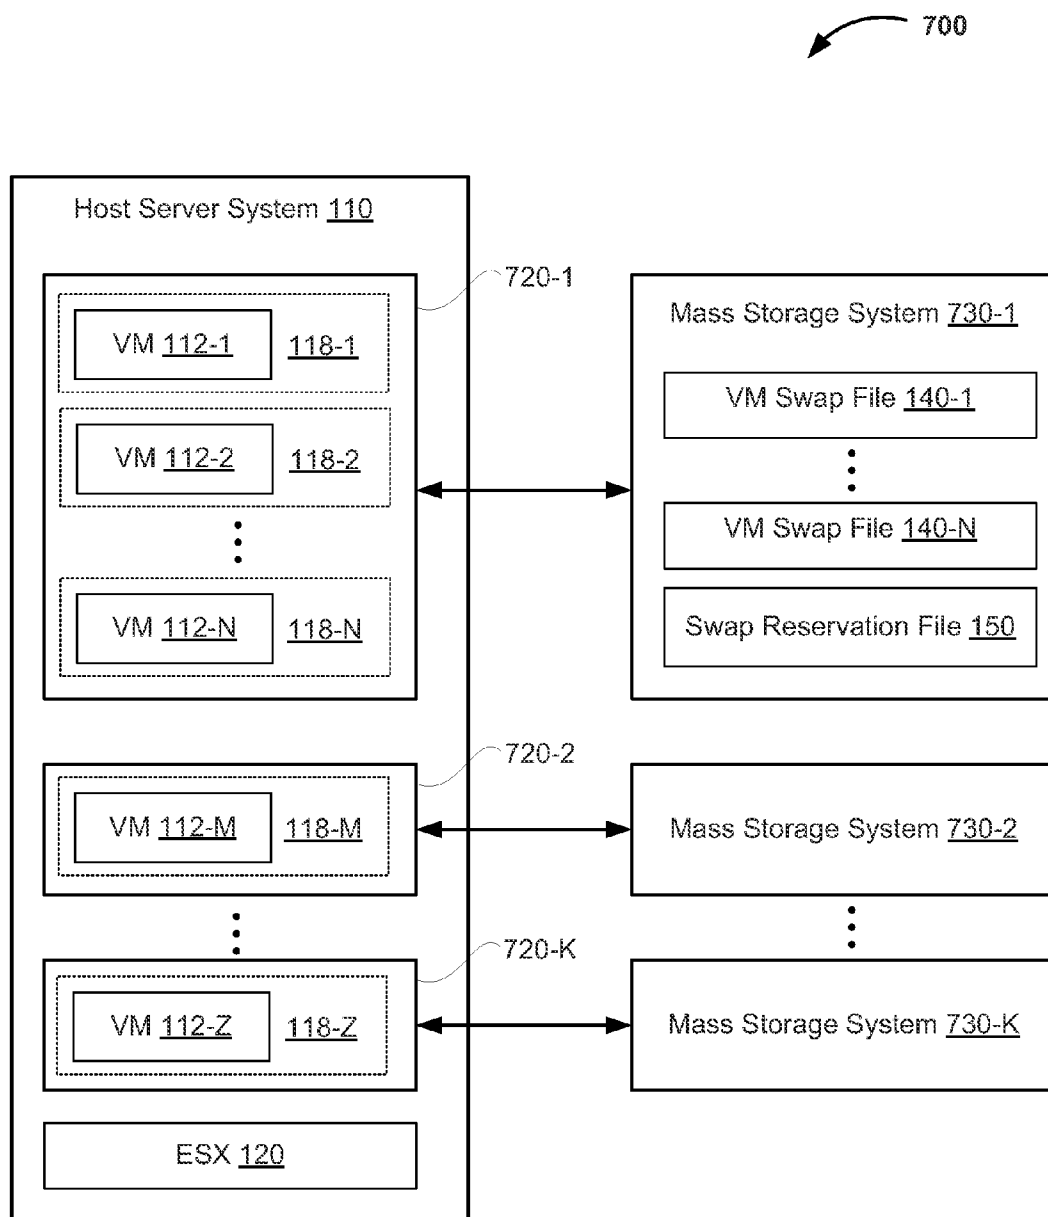 700
Host Server System 110
720-1
VM 112-1 118-1
VM 112-2 118-2
VM 112-N 118-N
Mass Storage System 730-1
VM Swap File 140-1
VM Swap File 140-N
Swap Reservation File 150
720-2
VM 112-M 118-M
Mass Storage System 730-2
720-K
VM 112-Z 118-Z
Mass Storage System 730-K
ESX 120